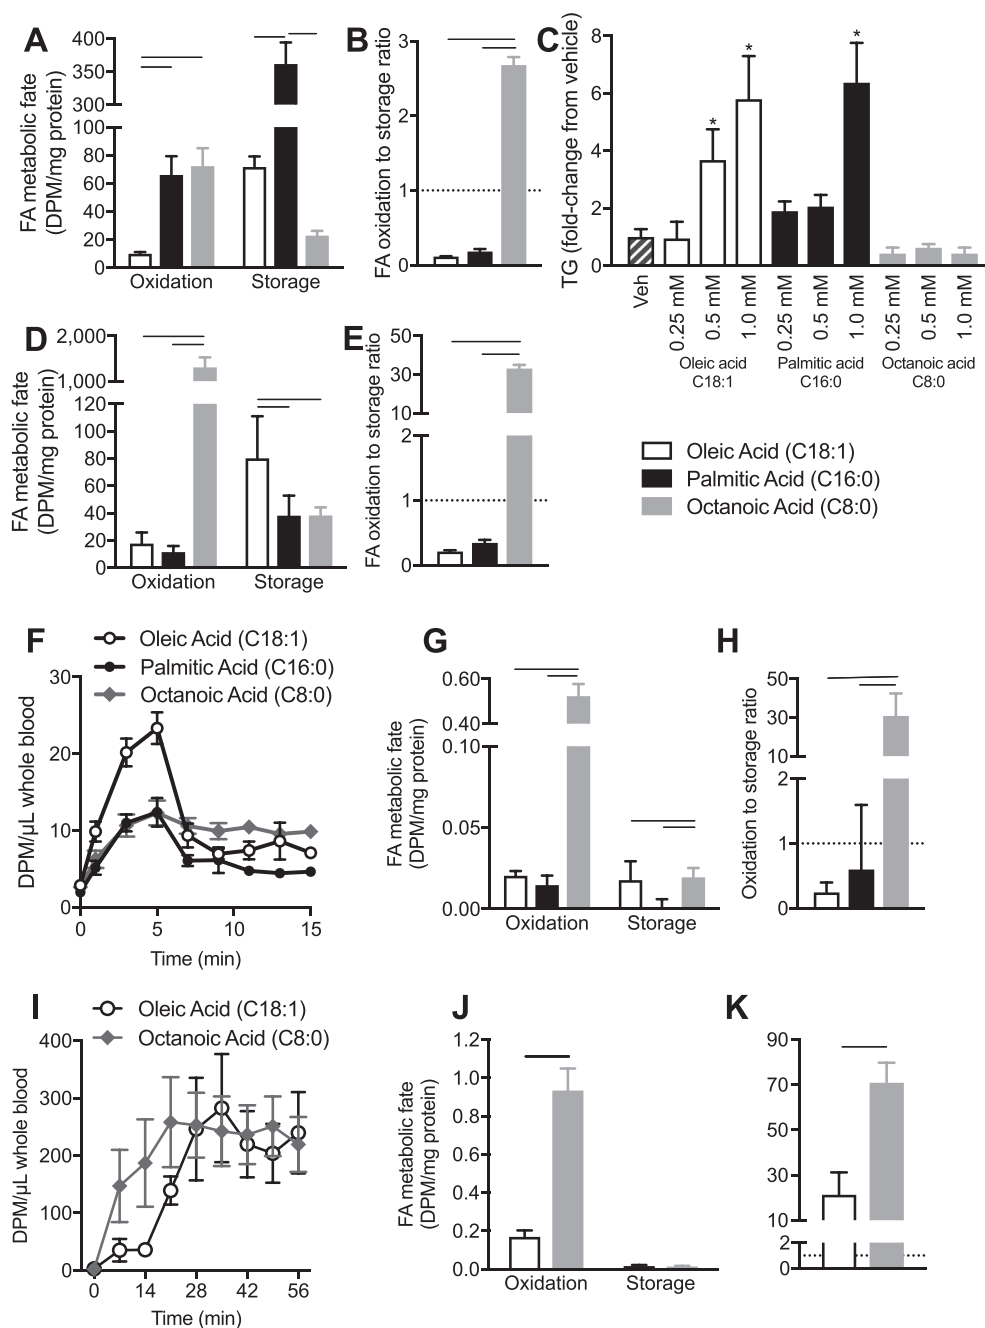 A
FA metabolic fate
(DPM/mg protein)
400
350
300
100
80
60
40
20
0
Oxidation
Storage
B
FA oxidation to storage ratio
3
2
1
0
C
TG (fold-change from vehicle)
8
6
4
2
0
*
*
*
Veh
0.25 mM
0.5 mM
1.0 mM
0.25 mM
0.5 mM
1.0 mM
0.25 mM
0.5 mM
1.0 mM
Oleic acid
C18:1
Palmitic acid
C16:0
Octanoic acid
C8:0
D
FA metabolic fate
(DPM/mg protein)
2,000
1,000
120
100
80
60
40
20
0
Oxidation
Storage
E
FA oxidation to storage ratio
50
30
10
2
1
0
Oleic Acid (C18:1)
Palmitic Acid (C16:0)
Octanoic Acid (C8:0)
F
Oleic Acid (C18:1)
Palmitic Acid (C16:0)
Octanoic Acid (C8:0)
DPM/µL whole blood
30
20
10
0
0
5
10
15
Time (min)
G
FA metabolic fate
(DPM/mg protein)
0.60
0.40
0.10
0.05
0.00
Oxidation
Storage
H
Oxidation to storage ratio
50
30
10
2
1
0
I
Oleic Acid (C18:1)
Octanoic Acid (C8:0)
DPM/µL whole blood
400
300
200
100
0
0
14
28
42
56
Time (min)
J
FA metabolic fate
(DPM/mg protein)
1.2
1.0
0.8
0.6
0.4
0.2
0.0
Oxidation
Storage
K
90
70
50
30
10
2
0